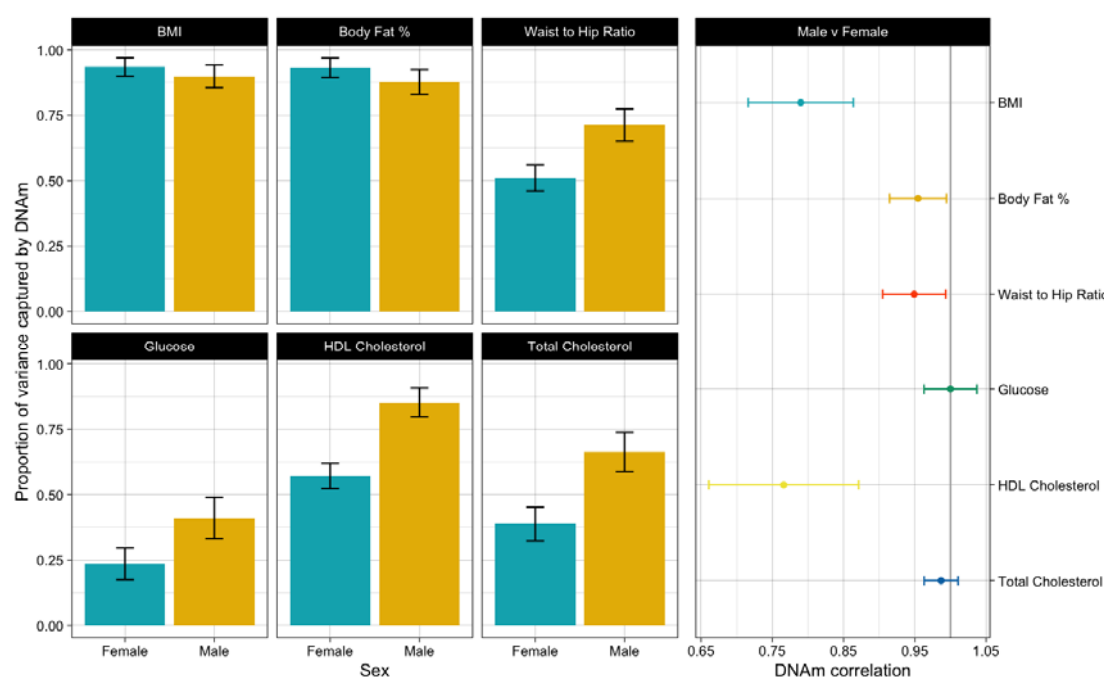 BMI
Body Fat %
Waist to Hip Ratio
Male v Female
Proportion of variance captured by DNAm
1.00
0.75
0.50
0.25
0.00
Glucose
HDL Cholesterol
Total Cholesterol
1.00
0.75
0.50
0.25
0.00
Female
Male
Female
Male
Female
Male
Sex
BMI
Body Fat %
Waist to Hip Ratio
Glucose
HDL Cholesterol
Total Cholesterol
0.65
0.75
0.85
0.95
1.05
DNAm correlation